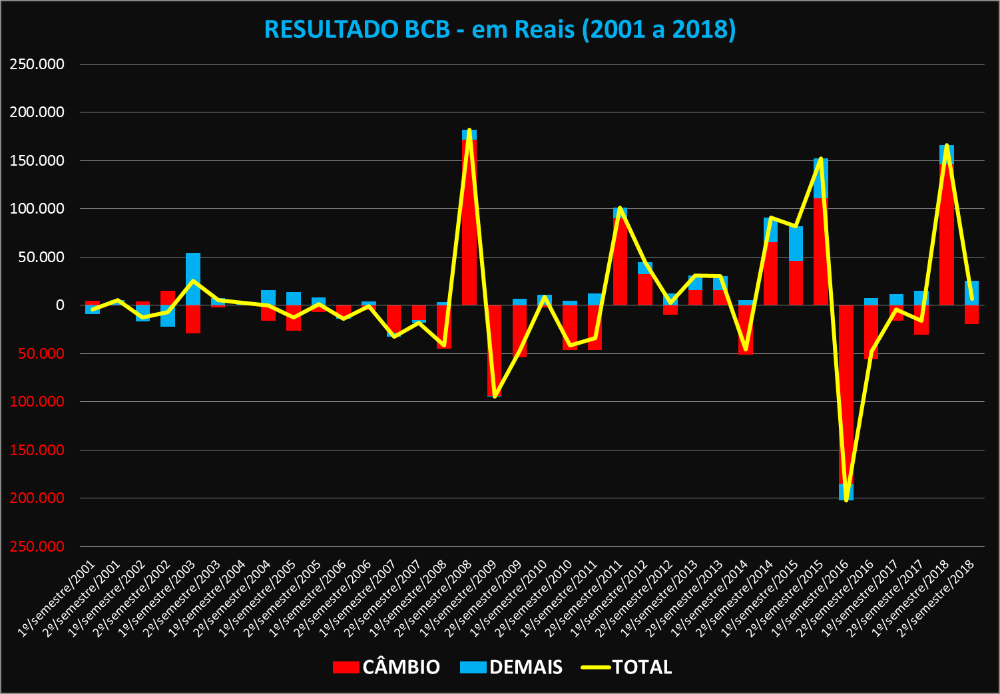 RESULTADO BCB - em Reais (2001 a 2018)
250.000
200.000
150.000
100.000
50.000
0
50.000
100.000
150.000
200.000
250.000
1º/semestre/2001
2º/semestre/2001
1º/semestre/2002
2º/semestre/2002
1º/semestre/2003
2º/semestre/2003
1º/semestre/2004
2º/semestre/2004
1º/semestre/2005
2º/semestre/2005
1º/semestre/2006
2º/semestre/2006
1º/semestre/2007
2º/semestre/2007
1º/semestre/2008
2º/semestre/2008
1º/semestre/2009
2º/semestre/2009
1º/semestre/2010
2º/semestre/2010
1º/semestre/2011
2º/semestre/2011
1º/semestre/2012
2º/semestre/2012
1º/semestre/2013
2º/semestre/2013
1º/semestre/2014
2º/semestre/2014
1º/semestre/2015
2º/semestre/2015
1º/semestre/2016
2º/semestre/2016
1º/semestre/2017
2º/semestre/2017
1º/semestre/2018
2º/semestre/2018
CÂMBIO
DEMAIS
TOTAL